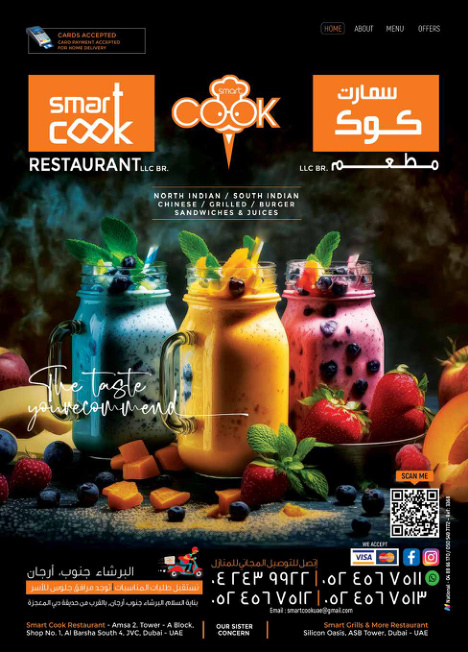 CARDS ACCEPTED
CARD PAYMENT ACCEPTED
FOR HOME DELIVERY
HOME ABOUT MENU OFFERS
smart
cook
RESTAURANT LLC BR.
smart
COOK
سمارت
كوك
مطعم LLC BR.
NORTH INDIAN / SOUTH INDIAN
CHINESE / GRILLED / BURGER
SANDWICHES & JUICES
The taste
you recommend
SCAN ME
WE ACCEPT
VISA
البرشاء جنوب، أرجان
نستقبل طلبات المناسبات توجد مرافق جلوس للأسر
بناية السلام البرشاء جنوب أرجان، بالقرب من حديقة دبي المعجزة
إتصل للتوصيل المجاني للمنازل
٠٤ ٢٤٣ ٩٩٢٢ | ٠٥٢ ٤٥٦ ٧٥١١
٠٥٢ ٤٥٦ ٧٥١٢ | ٠٥٢ ٤٥٦ ٧٥١٣
Email : smartcookuae@gmail.com
Smart Cook Restaurant - Amsa 2. Tower - A Block,
Shop No. 1, Al Barsha South 4, JVC, Dubai - UAE
OUR SISTER
CONCERN
Smart Grills & More Restaurant
Silicon Oasis, A5B Tower, Dubai - UAE